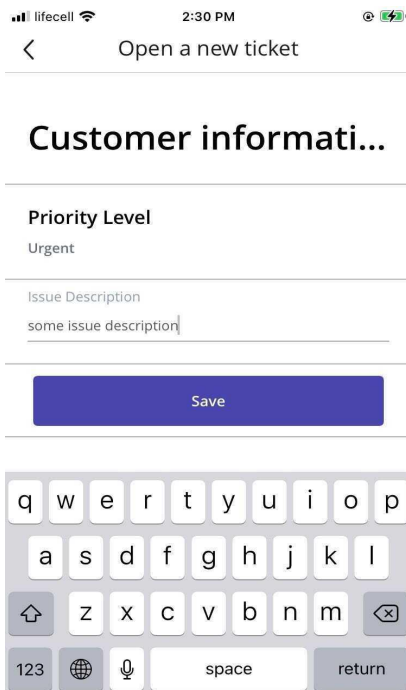 lifecell 2:30 PM
Open a new ticket
Customer informati...
Priority Level
Urgent
Issue Description
some issue description
Save
q w e r t y u i o p
a s d f g h j k l
z x c v b n m
123 space return